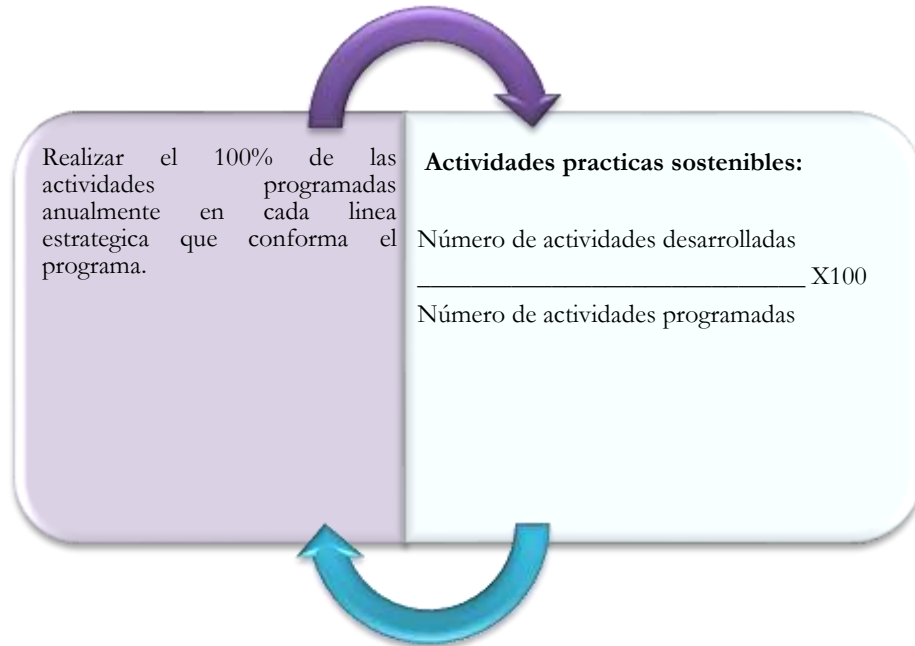 Realizar el 100% de las
actividades programadas
anualmente en cada linea
estrategica que conforma el
programa.
Actividades practicas sostenibles:
Número de actividades desarrolladas
_______________________________ X100
Número de actividades programadas